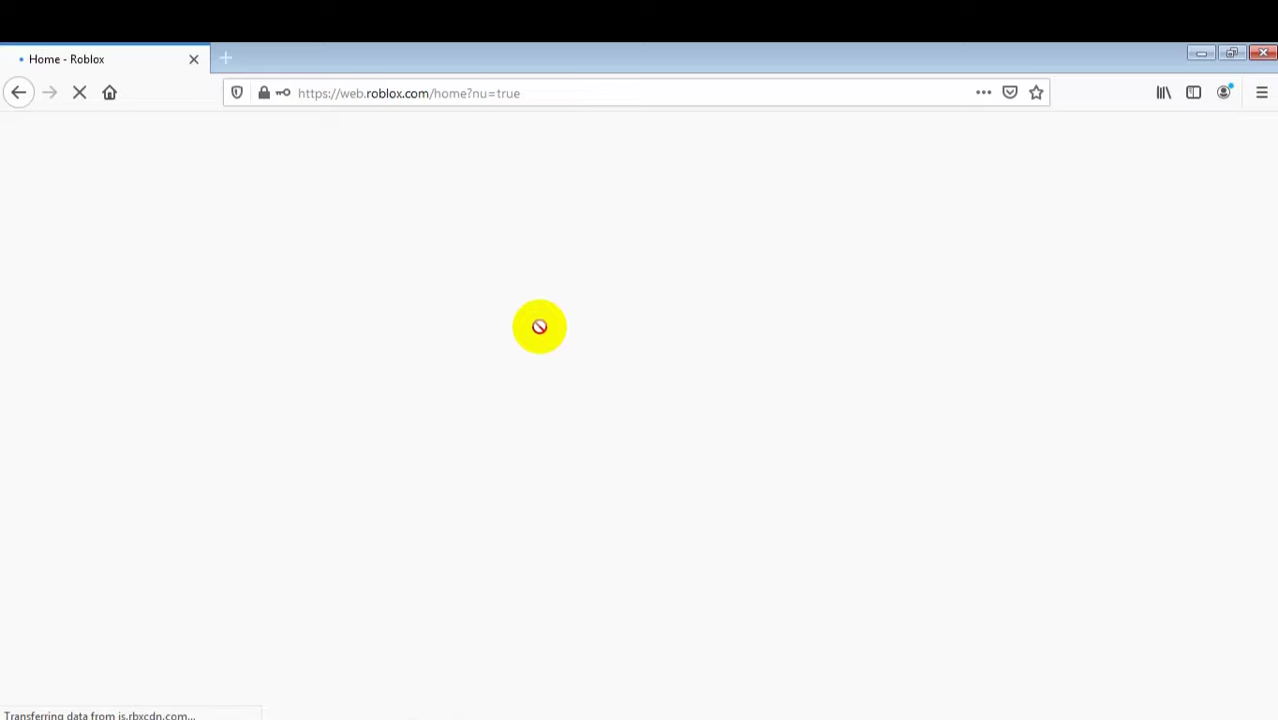 Home - Roblox
https://web.roblox.com/home?nu=true
Transferring data from js.rbxcdn.com...